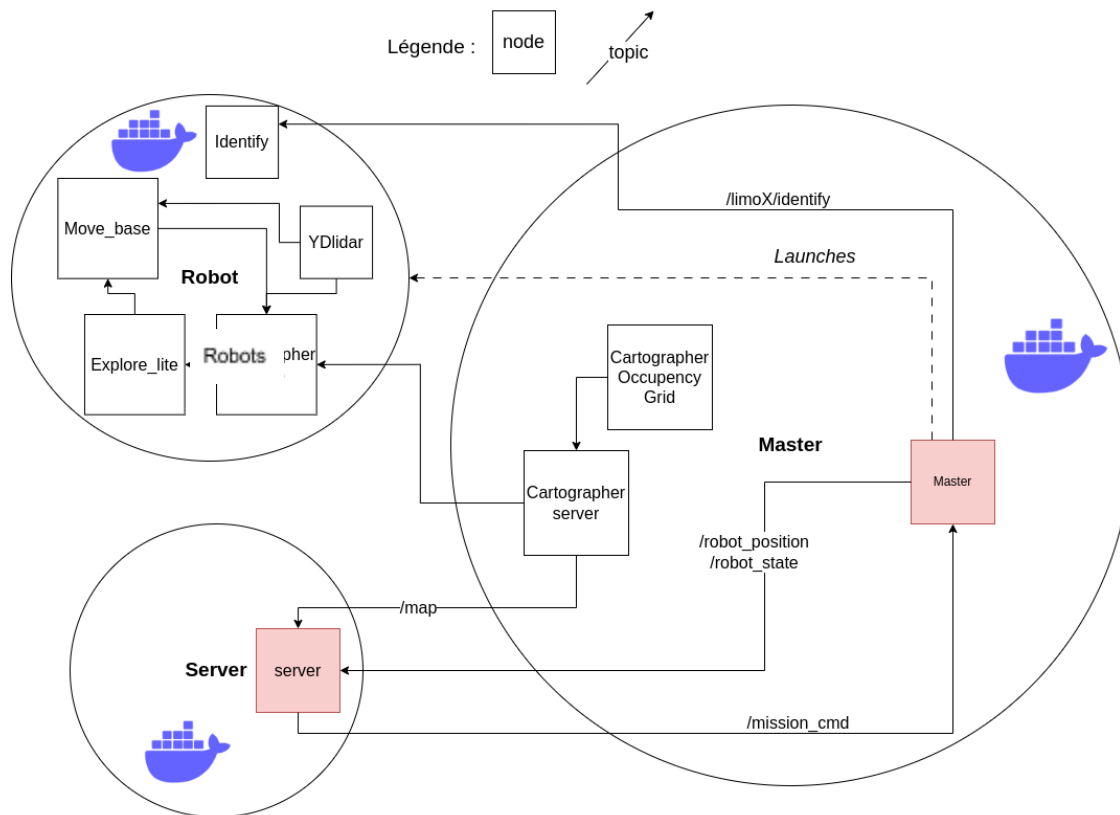 Légende :
node
topic
Identify
Move_base
YDlidar
Robot
Explore_lite
Robots
pher
/limoX/identify
Launches
Cartographer
Occupency
Grid
Cartographer
server
Master
Master
/robot_position
/robot_state
/map
Server
server
/mission_cmd